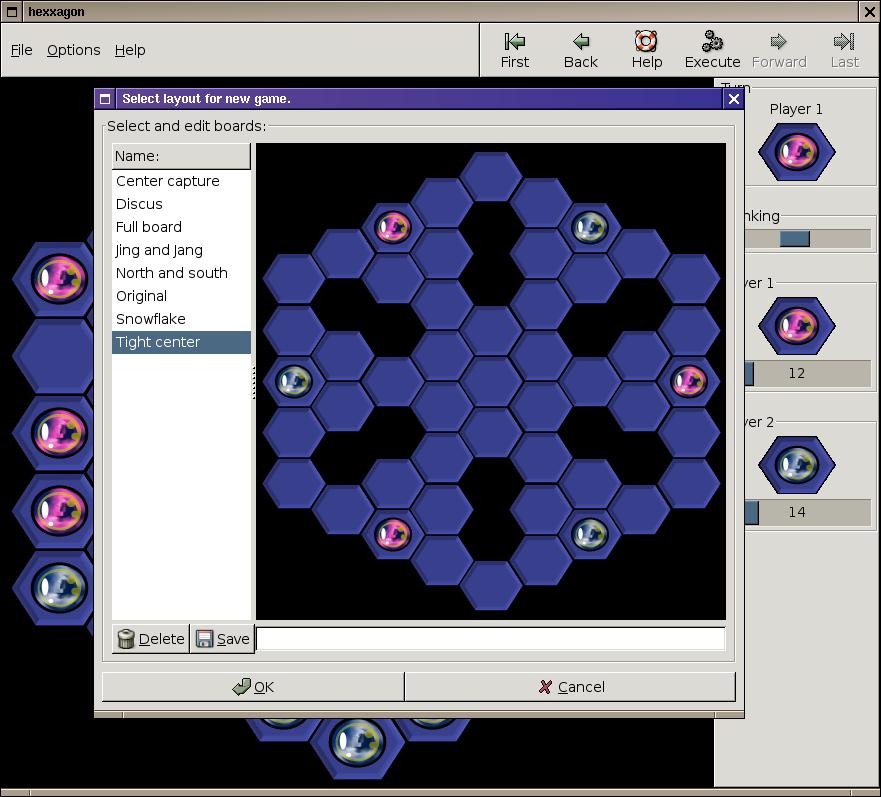 hexxagon
File Options Help
First Back Help Execute Forward Last
Select layout for new game.
Turn
Select and edit boards:
Player 1
Name:
Center capture
Discus
Full board
Jing and Jang
North and south
Original
Snowflake
Tight center
nking
yer 1
12
yer 2
14
Delete Save
OK Cancel